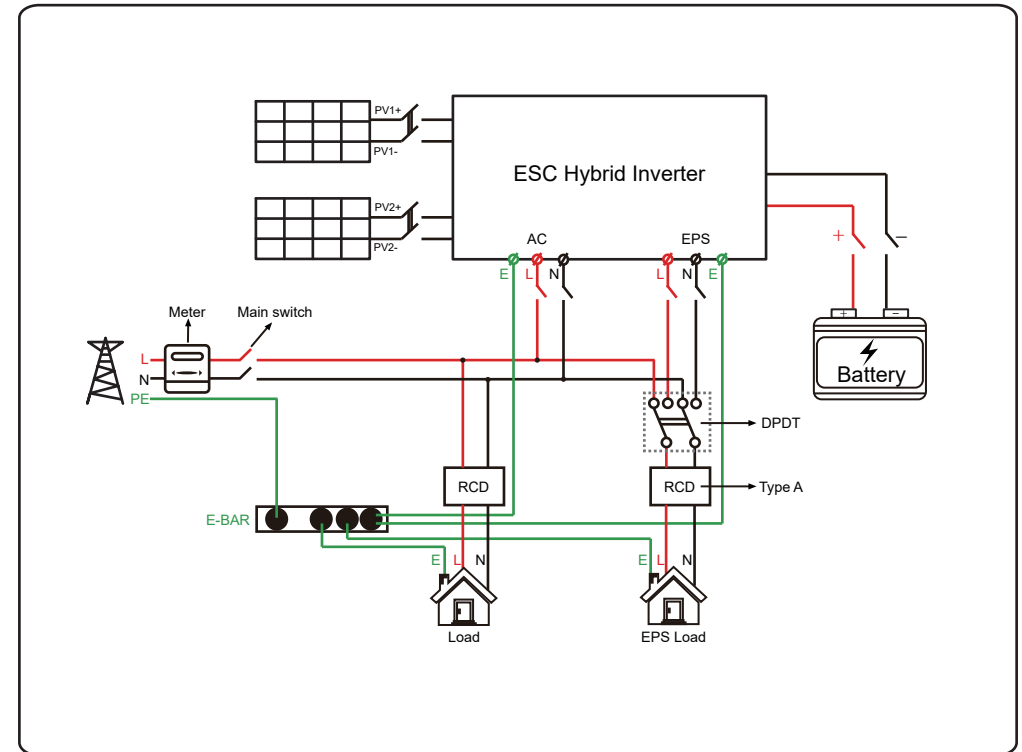 PV1+
PV1-
ESC Hybrid Inverter
PV2+
PV2-
AC
EPS
E
L
N
L
N
E
+
−
Meter
Main switch
+
−
Battery
L
N
PE
DPDT
RCD
RCD
Type A
E-BAR
E
L
N
E
L
N
Load
EPS Load